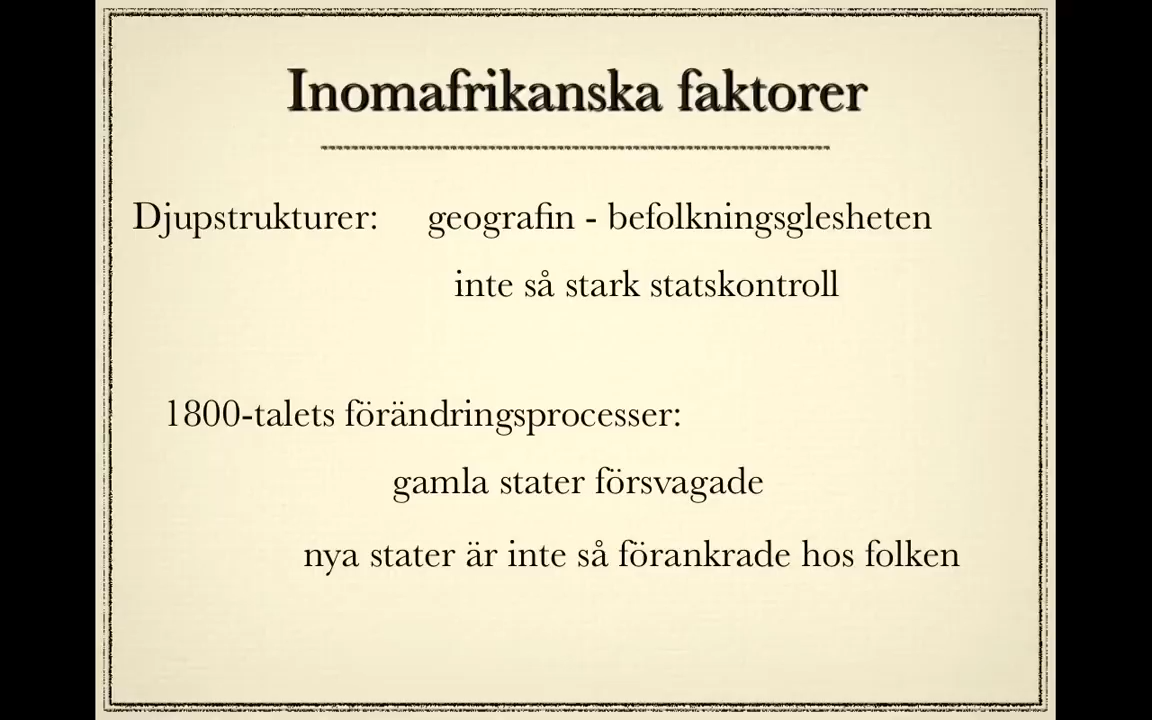 Inomafrikanska faktorer
Djupstrukturer: geografin - befolkningsglesheten
inte så stark statskontroll
1800-talets förändringsprocesser:
gamla stater försvagade
nya stater är inte så förankrade hos folken